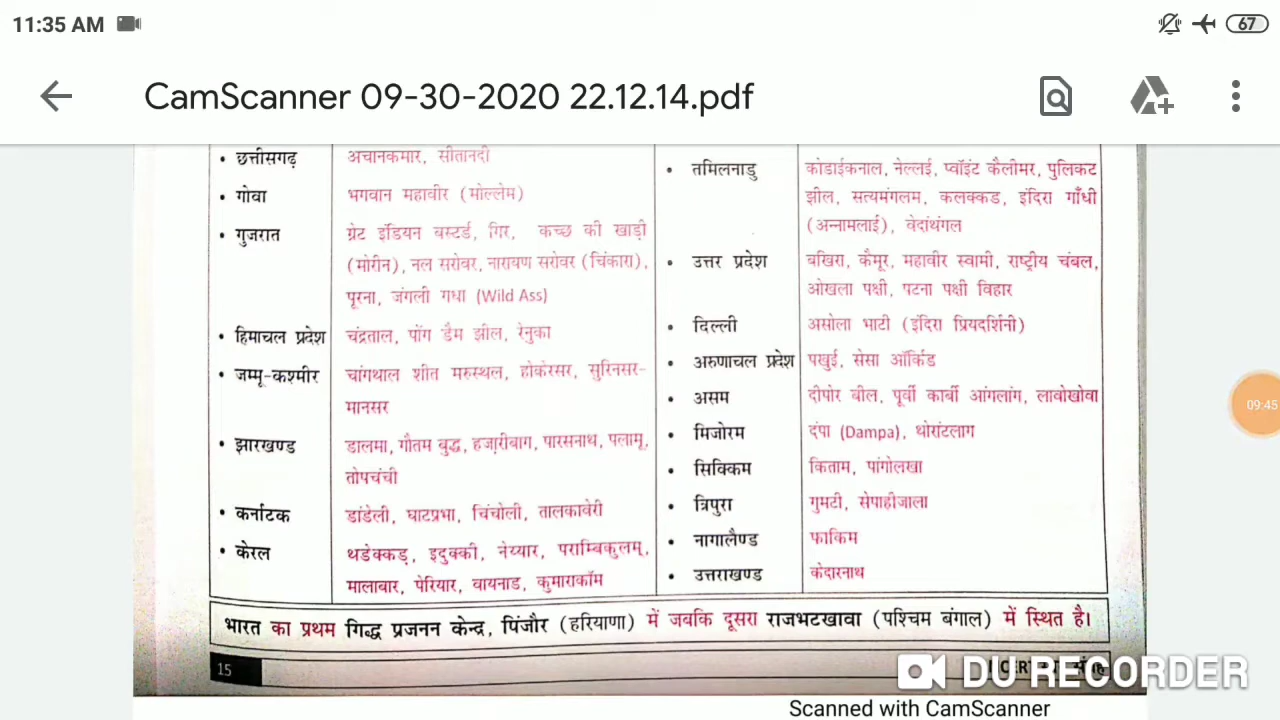 11:35 AM
67
CamScanner 09-30-2020 22.12.14.pdf
• छत्तीसगढ़ अचानकमार, सीतानदी
• गोवा भगवान महावीर (मोल्लेम)
• गुजरात ग्रेट इंडियन बस्टर्ड, गिर, कच्छ की खाड़ी
(मोरीन), नल सरोवर, नारायण सरोवर (चिंकारा),
पूरना, जंगली गधा (Wild Ass)
• हिमाचल प्रदेश चंद्रताल, पोंग डैम झील, रेनुका
• जम्मू-कश्मीर चांगथाल शीत मरुस्थल, होकेरसर, सुरिनसर-
मानसर
• झारखण्ड डालमा, गौतम बुद्ध, हजा़रीबाग, पारसनाथ, पलामू,
तोपचंची
• कर्नाटक डांडेली, घाटप्रभा, चिंचोली, तालकावेरी
• केरल थडेक्कड़, इदुक्की, नेय्यार, पराम्बिकुलम्,
मालाबार, पेरियार, वायनाड, कुमाराकॉम
• तमिलनाडु कोडाईकनाल, नेल्लई, प्वॉइंट कैलीमर, पुलिकट
झील, सत्यमंगलम, कलक्कड, इंदिरा गाँधी
(अन्नामलाई), वेदांथंगल
• उत्तर प्रदेश बखिरा, कैमूर, महावीर स्वामी, राष्ट्रीय चंबल,
ओखला पक्षी, पटना पक्षी विहार
• दिल्ली असोला भाटी (इंदिरा प्रियदर्शिनी)
• अरुणाचल प्रदेश पखुई, सेसा ऑर्किड
• असम दीपोर बील, पूर्वी कार्बी आंगलांग, लावोखोवा
• मिजोरम दंपा (Dampa), थोरांटलाग
• सिक्किम किताम, पांगोलखा
• त्रिपुरा गुमटी, सेपाहीजाला
• नागालैण्ड फाकिम
• उत्तराखण्ड केदारनाथ
भारत का प्रथम गिद्ध प्रजनन केन्द्र, पिंजौर (हरियाणा) में जबकि दूसरा राजभटखावा (पश्चिम बंगाल) में स्थित है।
15
DU RECORDER
Scanned with CamScanner
09:45